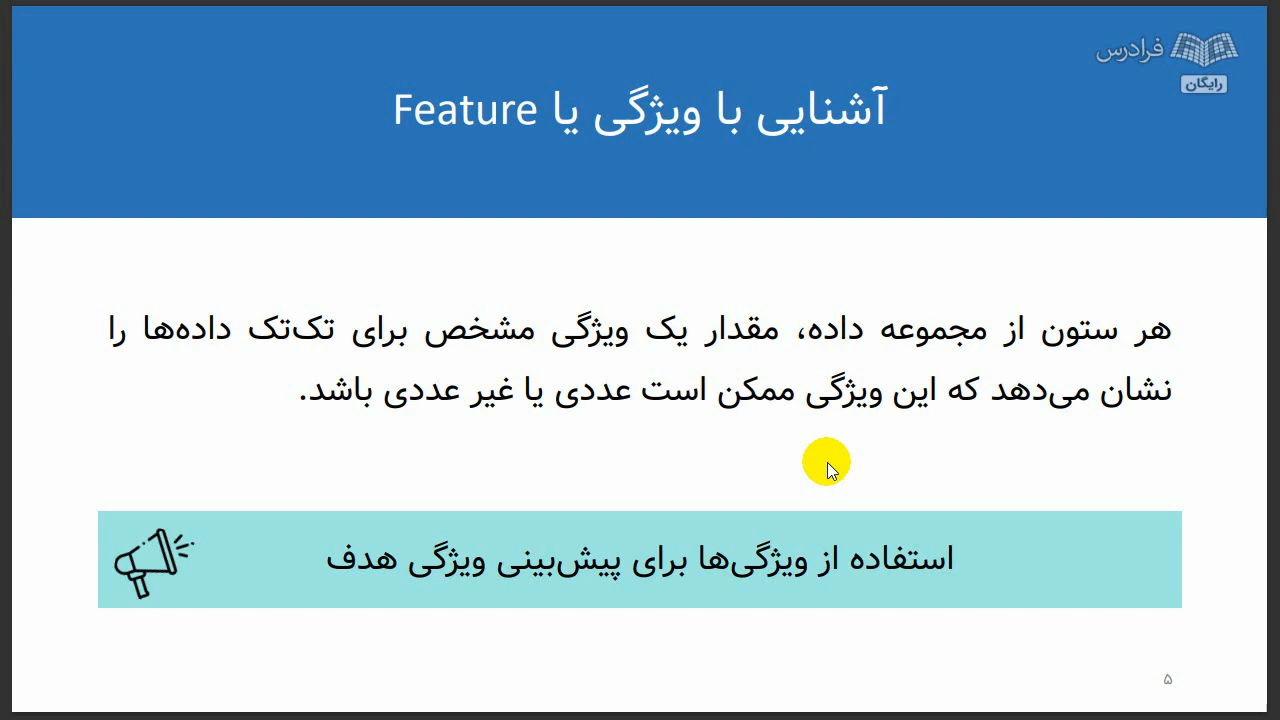 فرادرس
رایگان
آشنایی با ویژگی یا Feature
هر ستون از مجموعه داده، مقدار یک ویژگی مشخص برای تک‌تک داده‌ها را
نشان می‌دهد که این ویژگی ممکن است عددی یا غیر عددی باشد.
استفاده از ویژگی‌ها برای پیش‌بینی ویژگی هدف
۵